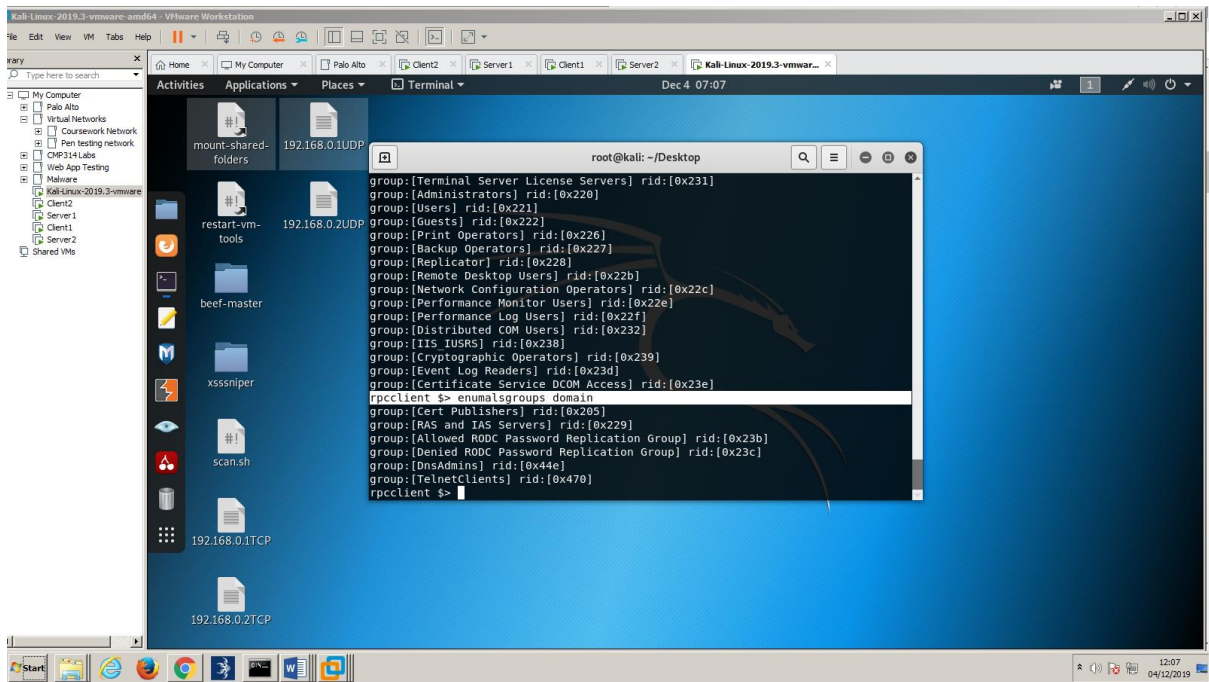 Kali-Linux-2019.3-vmware-amd64 - VMware Workstation
File Edit View VM Tabs Help
Library
Type here to search
My Computer
Palo Alto
Virtual Networks
Coursework Network
Pen testing network
CMP314 Labs
Web App Testing
Malware
Kali-Linux-2019.3-vmware
Client2
Server1
Client1
Server2
Shared VMs
Home My Computer Palo Alto Client2 Server1 Client1 Server2 Kali-Linux-2019.3-vmwar...
Activities Applications Places Terminal Dec 4 07:07 1
mount-shared-folders
192.168.0.1UDP
restart-vm-tools
192.168.0.2UDP
beef-master
xsssniper
scan.sh
192.168.0.1TCP
192.168.0.2TCP
root@kali: ~/Desktop
group:[Terminal Server License Servers] rid:[0x231]
group:[Administrators] rid:[0x220]
group:[Users] rid:[0x221]
group:[Guests] rid:[0x222]
group:[Print Operators] rid:[0x226]
group:[Backup Operators] rid:[0x227]
group:[Replicator] rid:[0x228]
group:[Remote Desktop Users] rid:[0x22b]
group:[Network Configuration Operators] rid:[0x22c]
group:[Performance Monitor Users] rid:[0x22e]
group:[Performance Log Users] rid:[0x22f]
group:[Distributed COM Users] rid:[0x232]
group:[IIS_IUSRS] rid:[0x238]
group:[Cryptographic Operators] rid:[0x239]
group:[Event Log Readers] rid:[0x23d]
group:[Certificate Service DCOM Access] rid:[0x23e]
rpcclient $> enumalsgroups domain
group:[Cert Publishers] rid:[0x205]
group:[RAS and IAS Servers] rid:[0x229]
group:[Allowed RODC Password Replication Group] rid:[0x23b]
group:[Denied RODC Password Replication Group] rid:[0x23c]
group:[DnsAdmins] rid:[0x44e]
group:[TelnetClients] rid:[0x470]
rpcclient $>
Start
12:07
04/12/2019